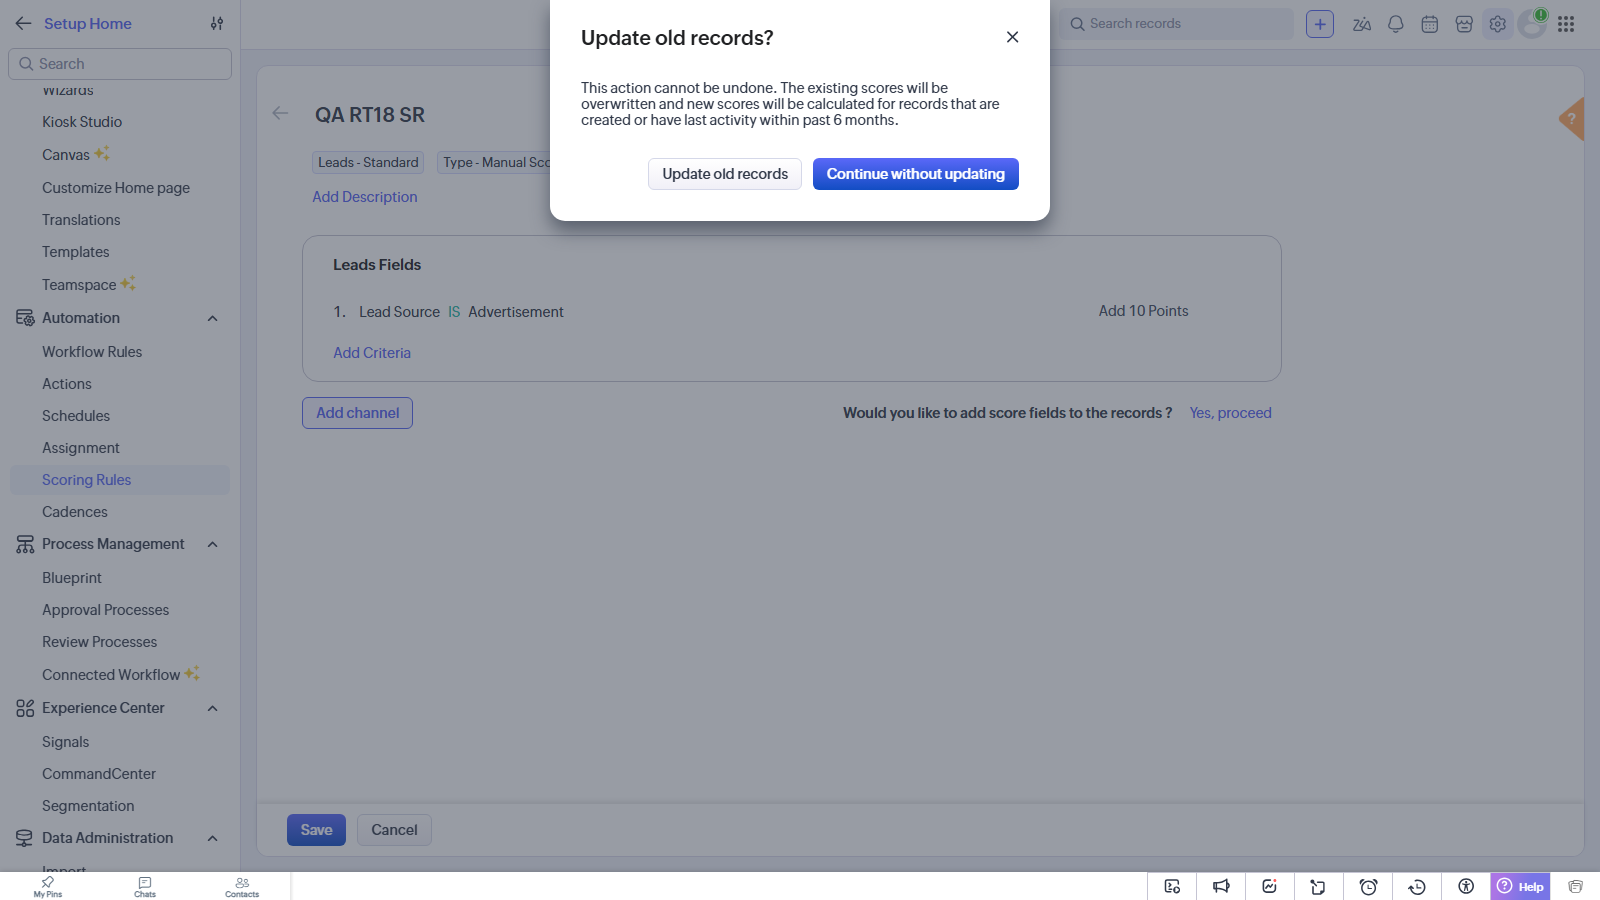 Setup Home
Search
Wizards
Kiosk Studio
Canvas
Customize Home page
Translations
Templates
Teamspace
Automation
Workflow Rules
Actions
Schedules
Assignment
Scoring Rules
Cadences
Process Management
Blueprint
Approval Processes
Review Processes
Connected Workflow
Experience Center
Signals
CommandCenter
Segmentation
Data Administration
Import
Search records
QA RT18 SR
Leads - Standard
Type - Manual Sco
Add Description
Update old records?
This action cannot be undone. The existing scores will be
overwritten and new scores will be calculated for records that are
created or have last activity within past 6 months.
Update old records
Continue without updating
Leads Fields
1. Lead Source IS Advertisement
Add 10 Points
Add Criteria
Add channel
Would you like to add score fields to the records ? Yes, proceed
Save
Cancel
?
My Pins
Chats
Contacts
Help